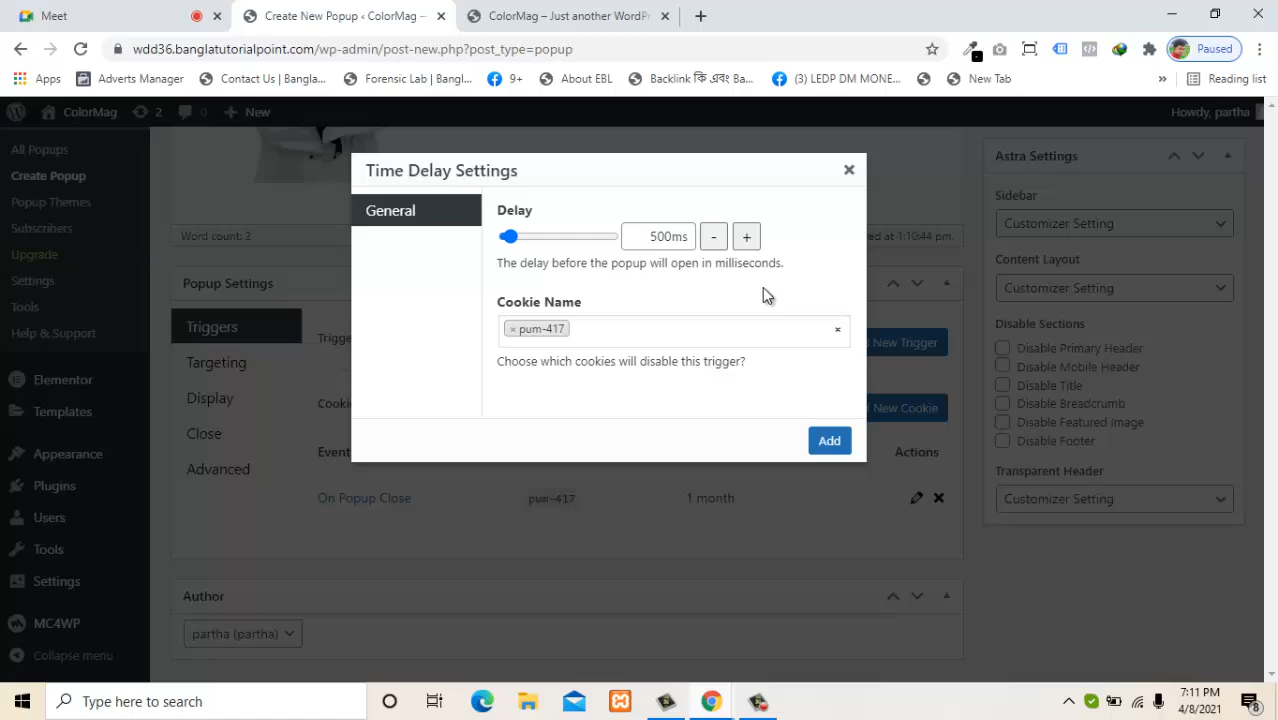 Meet
Create New Popup ‹ ColorMag —
ColorMag – Just another WordPr
wdd36.banglatutorialpoint.com/wp-admin/post-new.php?post_type=popup
Paused
Apps
Adverts Manager
Contact Us | Bangla...
Forensic Lab | Bangl...
9+
About EBL
(3) LEDP DM MONE...
New Tab
»
Reading list
ColorMag
2
0
New
Howdy, partha
All Popups
Create Popup
Popup Themes
Subscribers
Upgrade
Settings
Tools
Help & Support
Elementor
Templates
Appearance
Plugins
Users
Tools
Settings
MC4WP
Collapse menu
Word count: 2
ed at 1:10:44 pm.
Popup Settings
Triggers
Targeting
Display
Close
Advanced
Trigge
d New Trigger
Cooki
d New Cookie
Event
Actions
On Popup Close
pum-417
1 month
Author
partha (partha)
Time Delay Settings
General
Delay
500ms
-
+
The delay before the popup will open in milliseconds.
Cookie Name
× pum-417
×
Choose which cookies will disable this trigger?
Add
Astra Settings
Sidebar
Customizer Setting
Content Layout
Customizer Setting
Disable Sections
Disable Primary Header
Disable Mobile Header
Disable Title
Disable Breadcrumb
Disable Featured Image
Disable Footer
Transparent Header
Customizer Setting
Type here to search
7:11 PM
4/8/2021
8